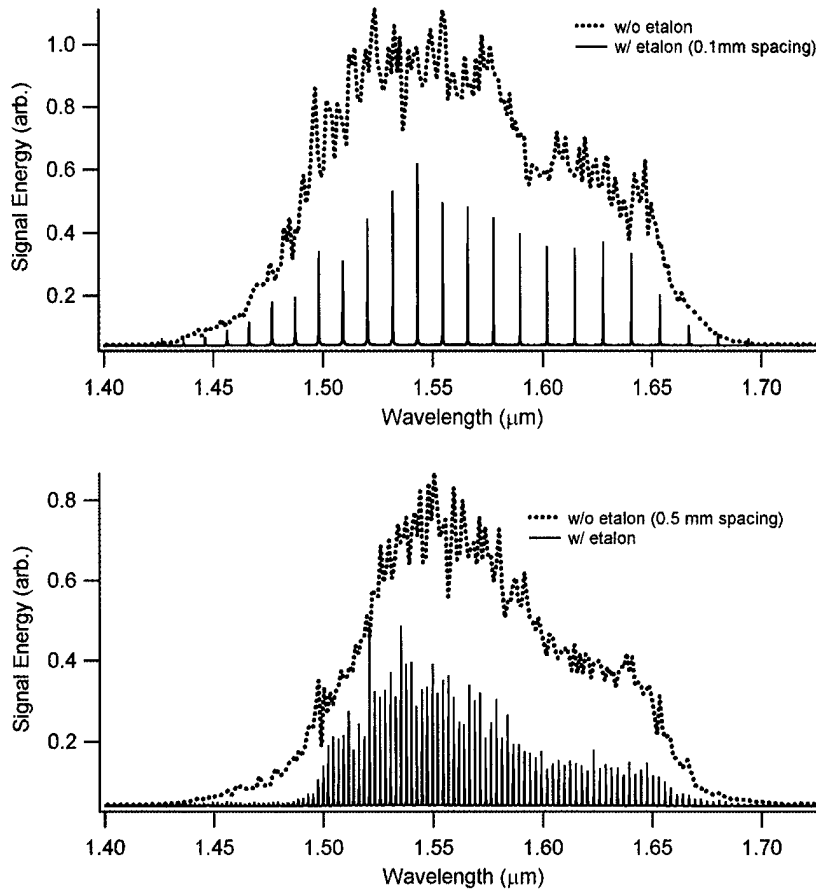 w/o etalon
w/ etalon (0.1mm spacing)
1.0
0.8
0.6
0.4
0.2
Signal Energy (arb.)
1.40 1.45 1.50 1.55 1.60 1.65 1.70
Wavelength (μm)
w/o etalon (0.5 mm spacing)
w/ etalon
0.8
0.6
0.4
0.2
Signal Energy (arb.)
1.40 1.45 1.50 1.55 1.60 1.65 1.70
Wavelength (μm)